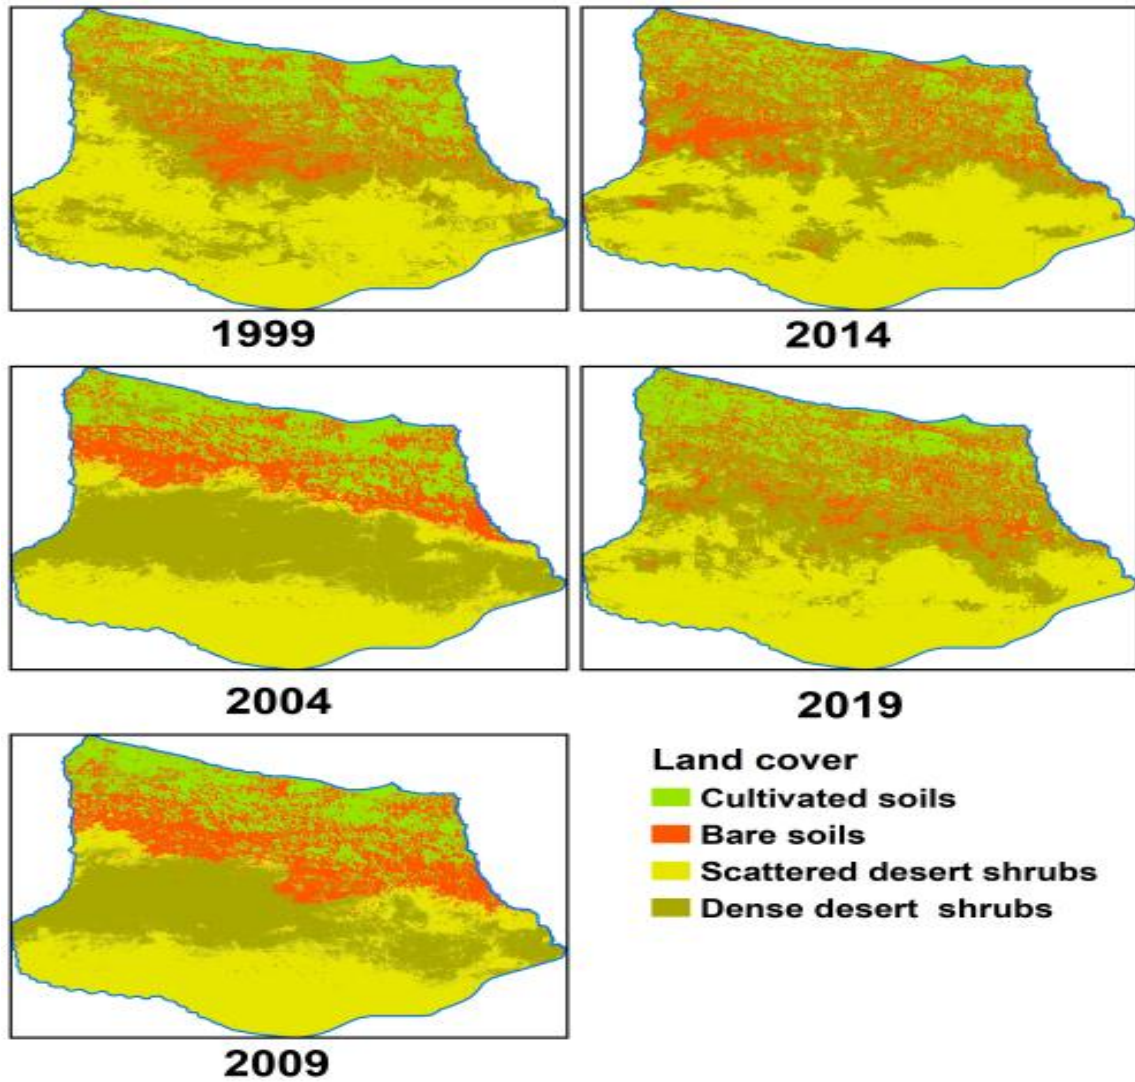 1999
2014
2004
2019
2009
Land cover
Cultivated soils
Bare soils
Scattered desert shrubs
Dense desert shrubs